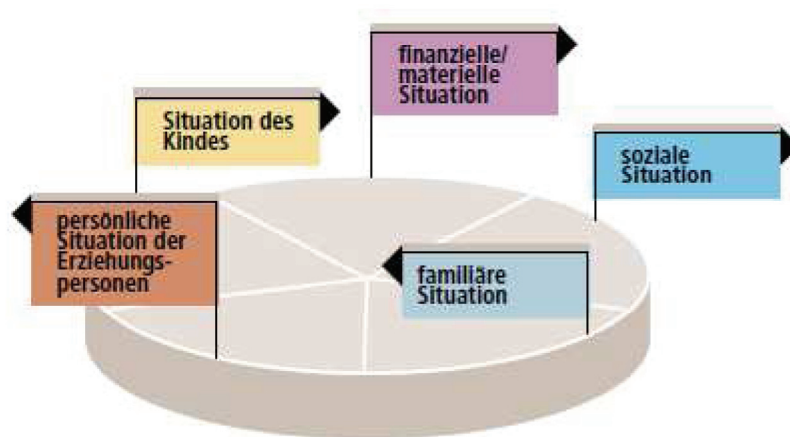 finanzielle/
materielle
Situation
Situation des
Kindes
soziale
Situation
persönliche
Situation der
Erziehungs-
personen
familiäre
Situation